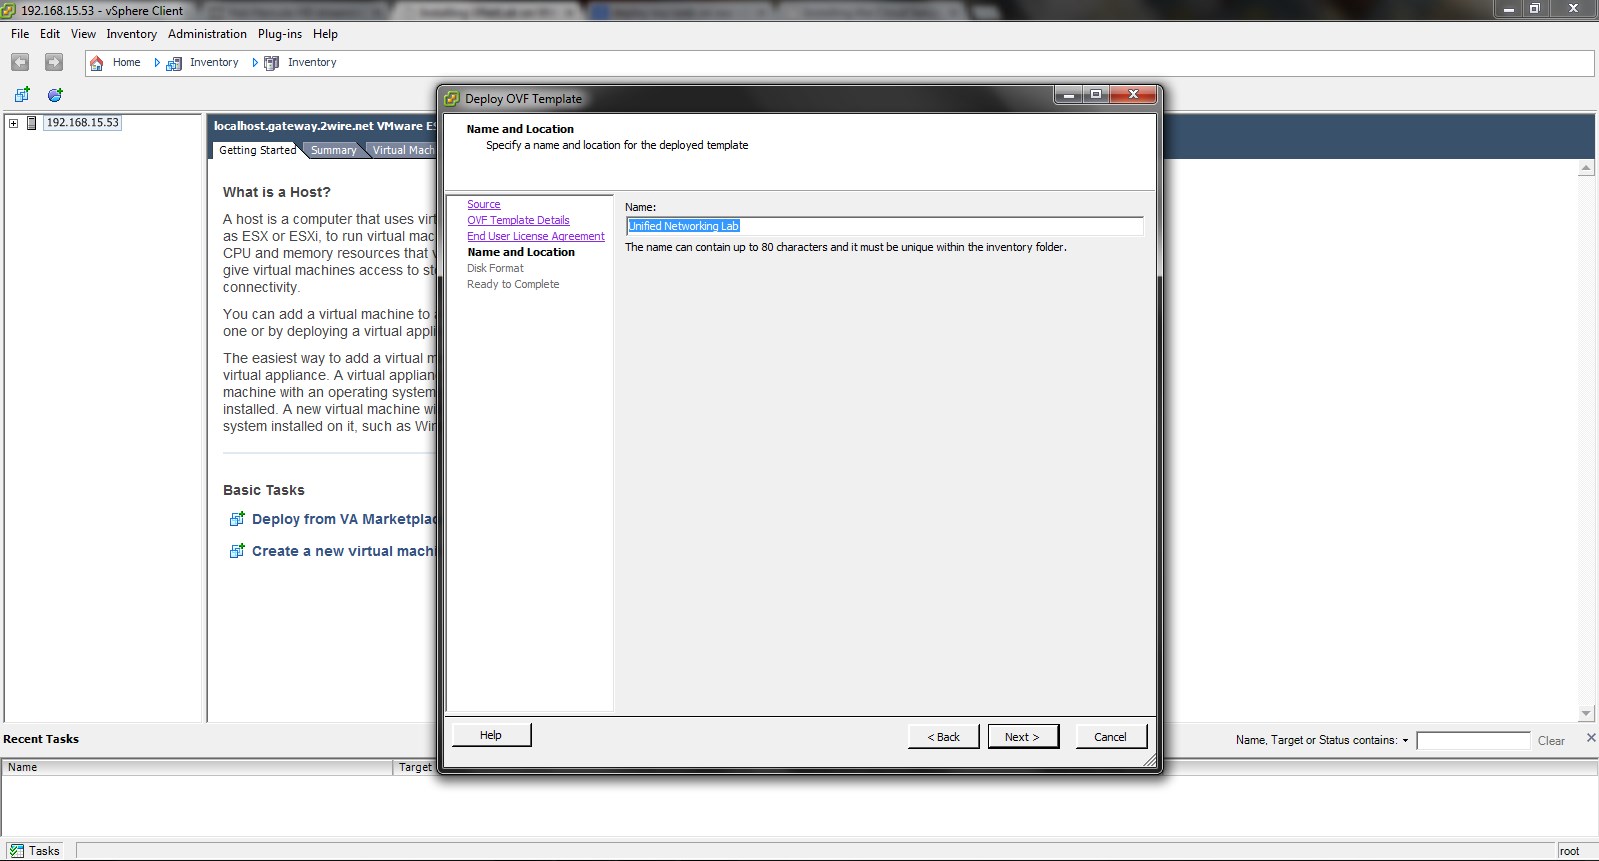 192.168.15.53 - vSphere Client
File Edit View Inventory Administration Plug-ins Help
Home Inventory Inventory
192.168.15.53
localhost.gateway.2wire.net VMware ES
Getting Started Summary Virtual Mach
What is a Host?
A host is a computer that uses virt
as ESX or ESXi, to run virtual mac
CPU and memory resources that v
give virtual machines access to st
connectivity.
You can add a virtual machine to a
one or by deploying a virtual appli
The easiest way to add a virtual m
virtual appliance. A virtual applian
machine with an operating system
installed. A new virtual machine wi
system installed on it, such as Win
Basic Tasks
Deploy from VA Marketplac
Create a new virtual machi
Deploy OVF Template
Name and Location
Specify a name and location for the deployed template
Source
OVF Template Details
End User License Agreement
Name and Location
Disk Format
Ready to Complete
Name:
Unified Networking Lab
The name can contain up to 80 characters and it must be unique within the inventory folder.
Help < Back Next > Cancel
Recent Tasks
Name, Target or Status contains: Clear
Name Target
Tasks root